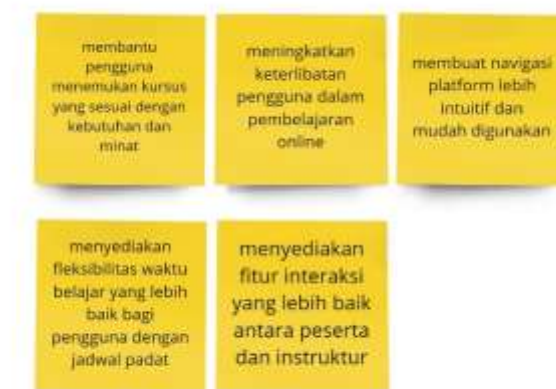 membantu
pengguna
menemukan kursus
yang sesuai dengan
kebutuhan dan
minat
meningkatkan
keterlibatan
pengguna dalam
pembelajaran
online
membuat navigasi
platform lebih
intuitif dan
mudah digunakan
menyediakan
fleksibilitas waktu
belajar yang lebih
baik bagi
pengguna dengan
jadwal padat
menyediakan
fitur interaksi
yang lebih baik
antara peserta
dan instruktur